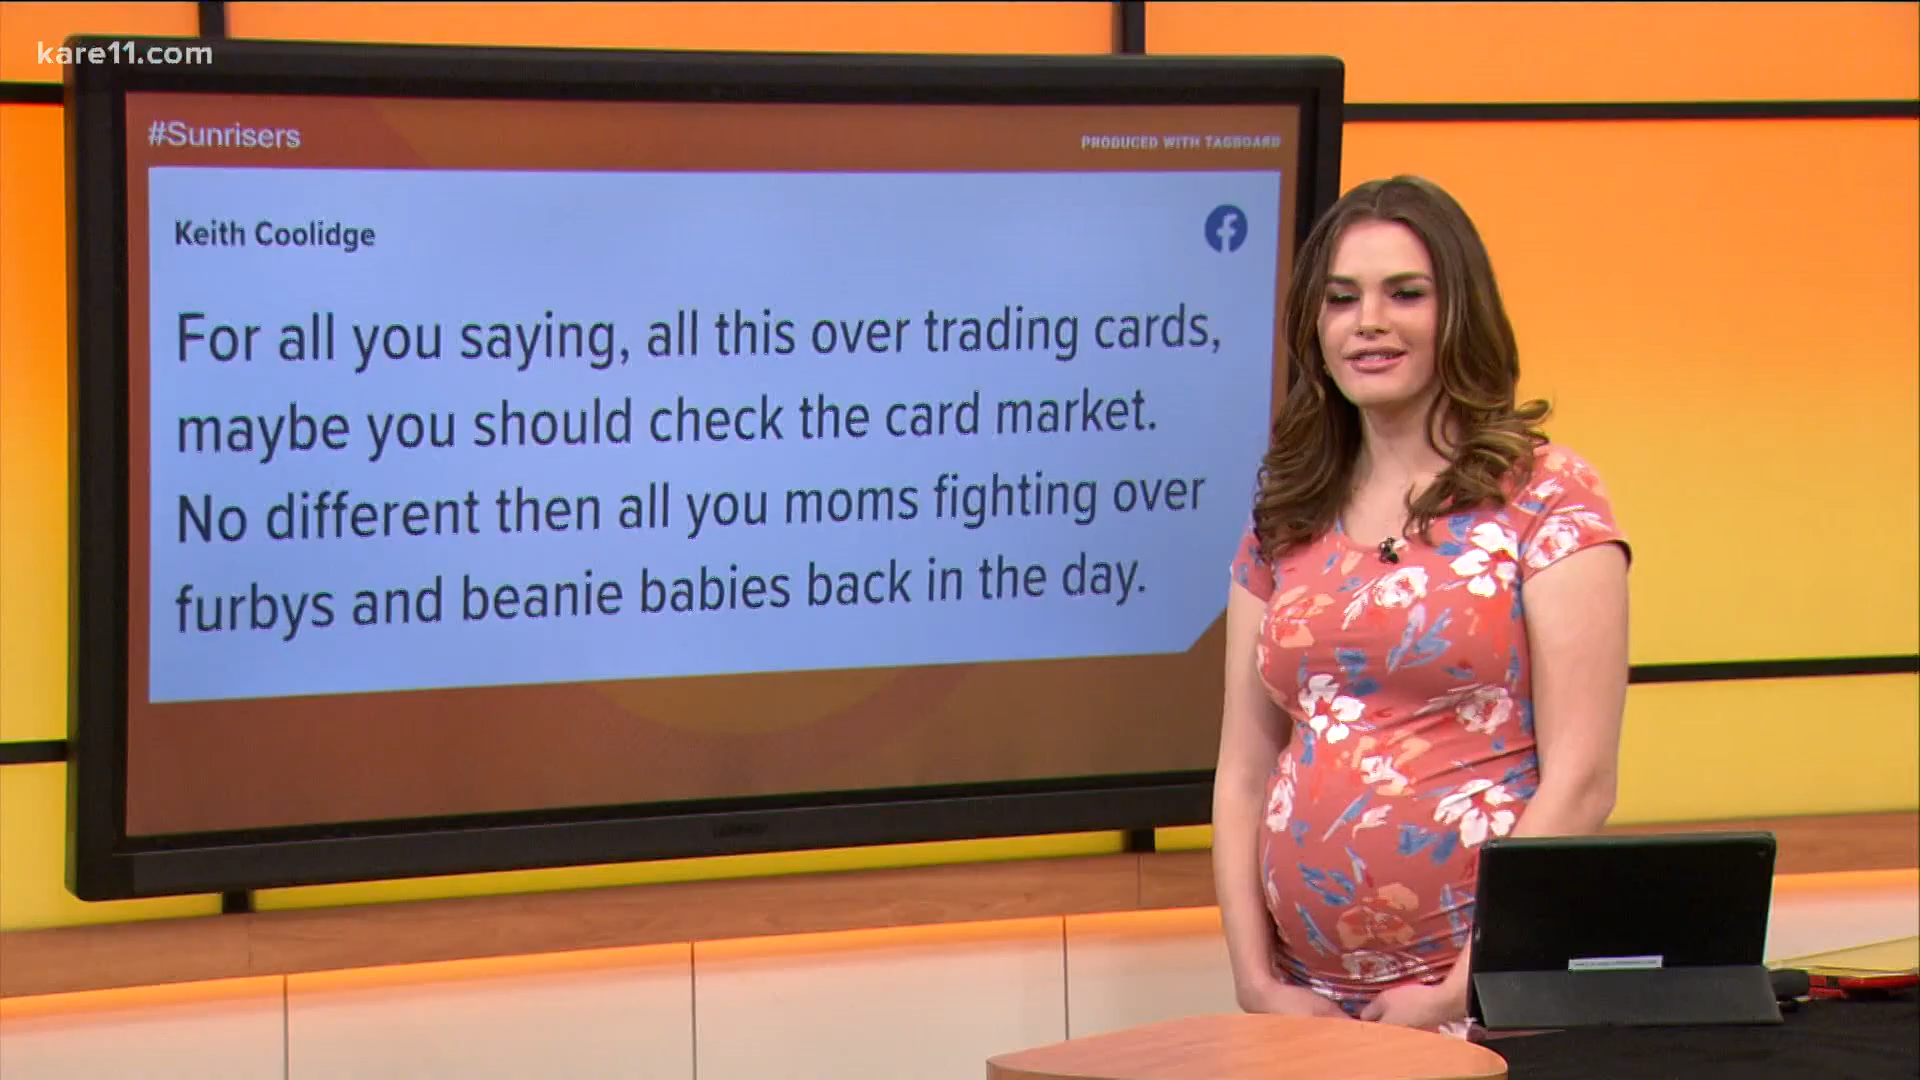 kare11.com
#Sunrisers
PRODUCED WITH TAGBOARD
Keith Coolidge
For all you saying, all this over trading cards,
maybe you should check the card market.
No different then all you moms fighting over
furbys and beanie babies back in the day.